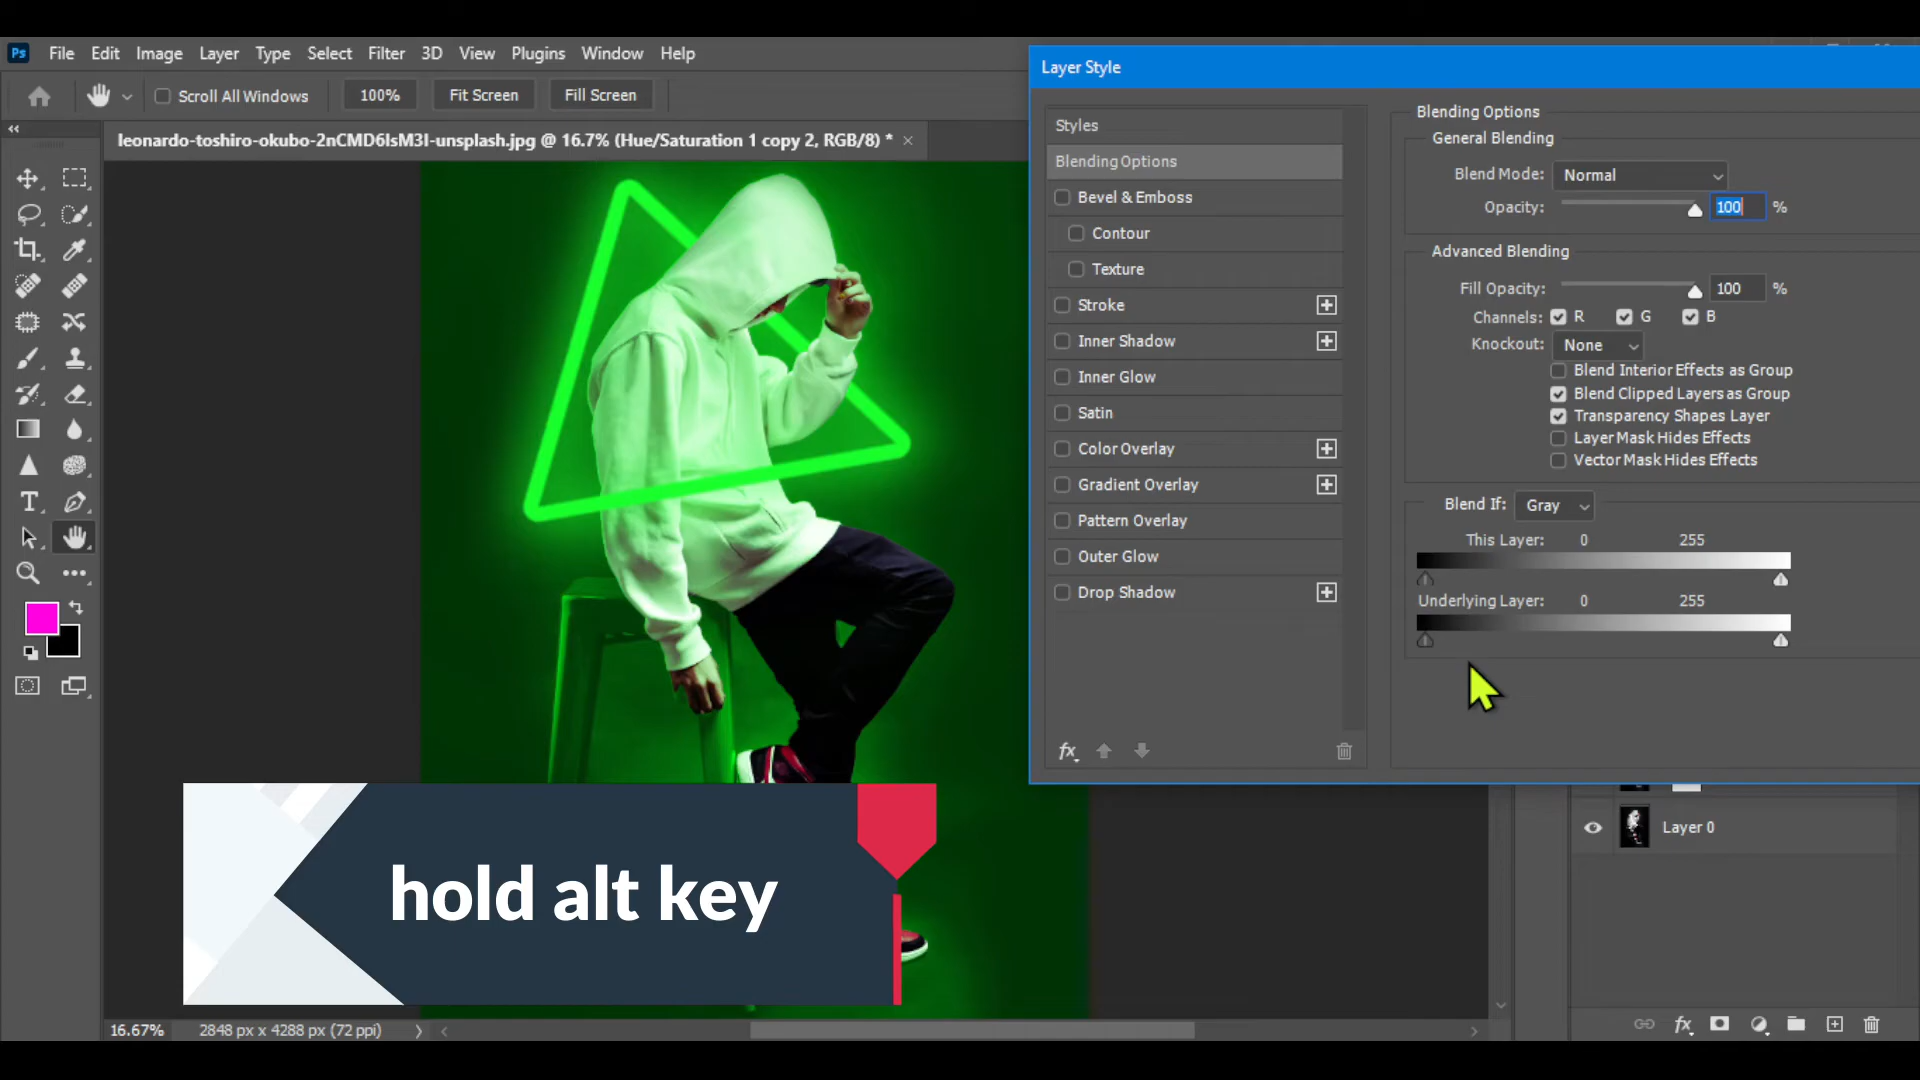 Ps File Edit Image Layer Type Select Filter 3D View Plugins Window Help
Scroll All Windows 100% Fit Screen Fill Screen
leonardo-toshiro-okubo-2nCMD6IsM3I-unsplash.jpg @ 16.7% (Hue/Saturation 1 copy 2, RGB/8) *
Layer Style
Styles
Blending Options
Bevel & Emboss
Contour
Texture
Stroke
Inner Shadow
Inner Glow
Satin
Color Overlay
Gradient Overlay
Pattern Overlay
Outer Glow
Drop Shadow
fx
Blending Options
General Blending
Blend Mode: Normal
Opacity: 100 %
Advanced Blending
Fill Opacity: 100 %
Channels: R G B
Knockout: None
Blend Interior Effects as Group
Blend Clipped Layers as Group
Transparency Shapes Layer
Layer Mask Hides Effects
Vector Mask Hides Effects
Blend If: Gray
This Layer: 0 255
Underlying Layer: 0 255
Layer 0
hold alt key
16.67% 2848 px x 4288 px (72 ppi)
fx